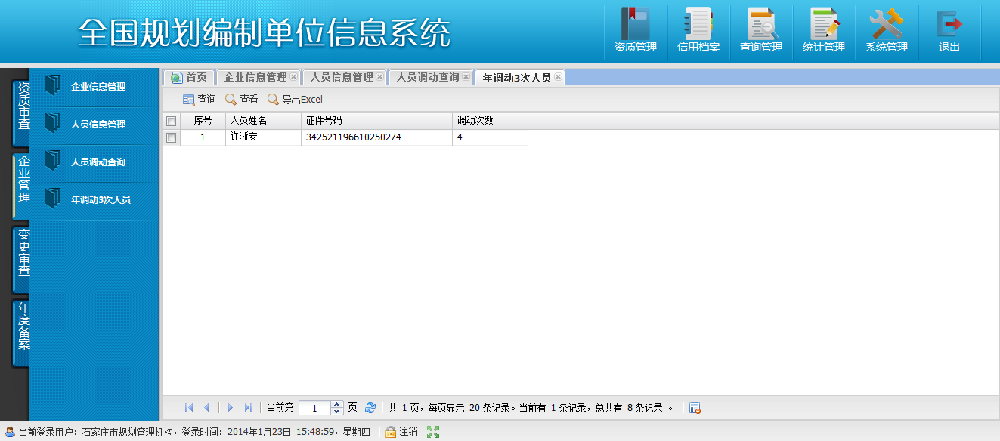 全国规划编制单位信息系统
资质管理 信用档案 查询管理 统计管理 系统管理 退出
资质审查
企业管理
变更审查
年度备案
企业信息管理
人员信息管理
人员调动查询
年调动3次人员
首页 企业信息管理 人员信息管理 人员调动查询 年调动3次人员
查询 查看 导出Excel
序号 人员姓名 证件号码 调动次数
1 许浙安 342521196610250274 4
当前第 1 页 共 1 页，每页显示 20 条记录。当前有 1 条记录，总共有 8 条记录 。
当前登录用户：石家庄市规划管理机构，登录时间：2014年1月23日 15:48:59，星期四 注销